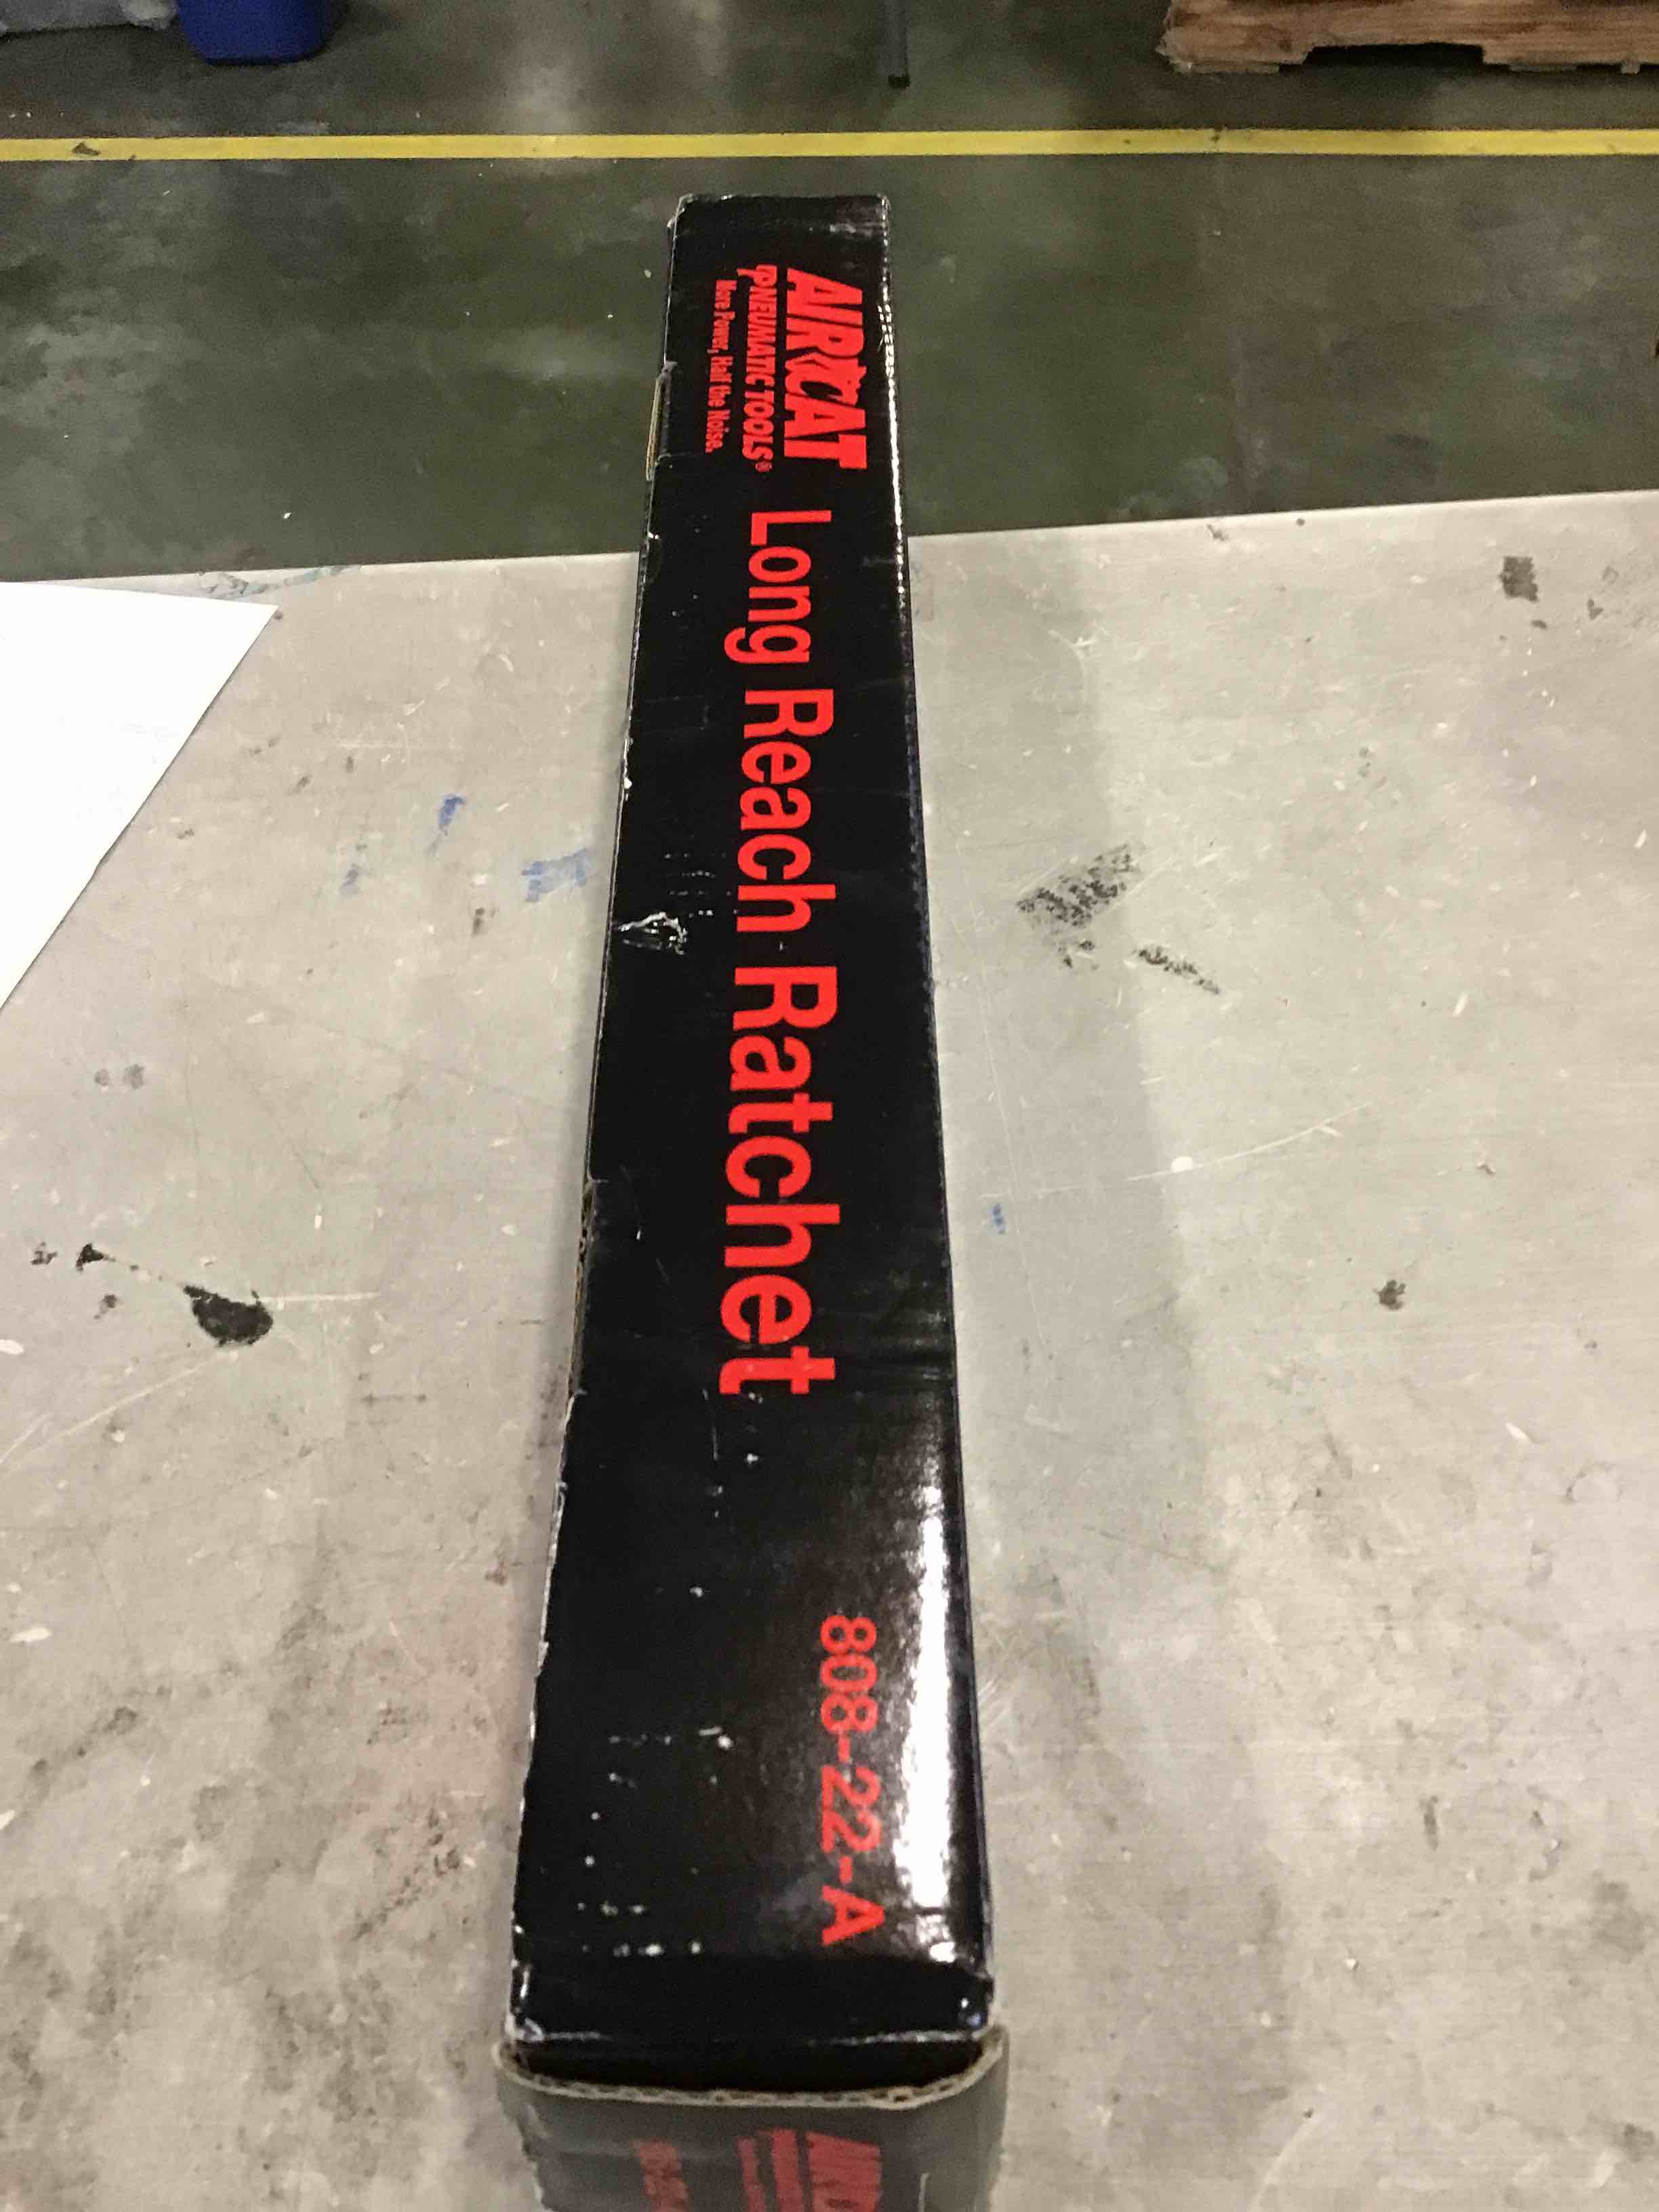 AIRCAT
PNEUMATIC TOOLS®
More Power, Half the Noise.
Long Reach Ratchet
808-22-A